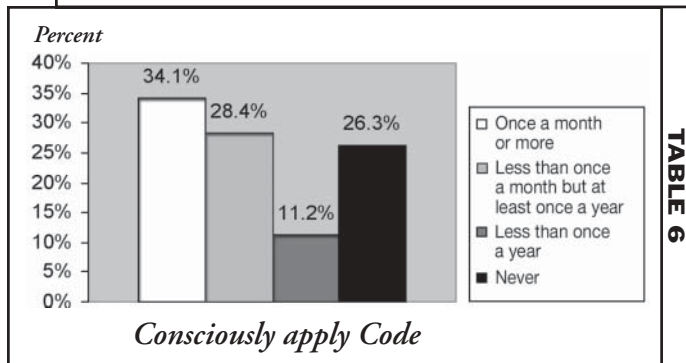 Percent
40%
35%
30%
25%
20%
15%
10%
5%
0%
34.1%
28.4%
11.2%
26.3%
Once a month
or more
Less than once
a month but at
least once a year
Less than once
a year
Never
Consciously apply Code
TABLE 6